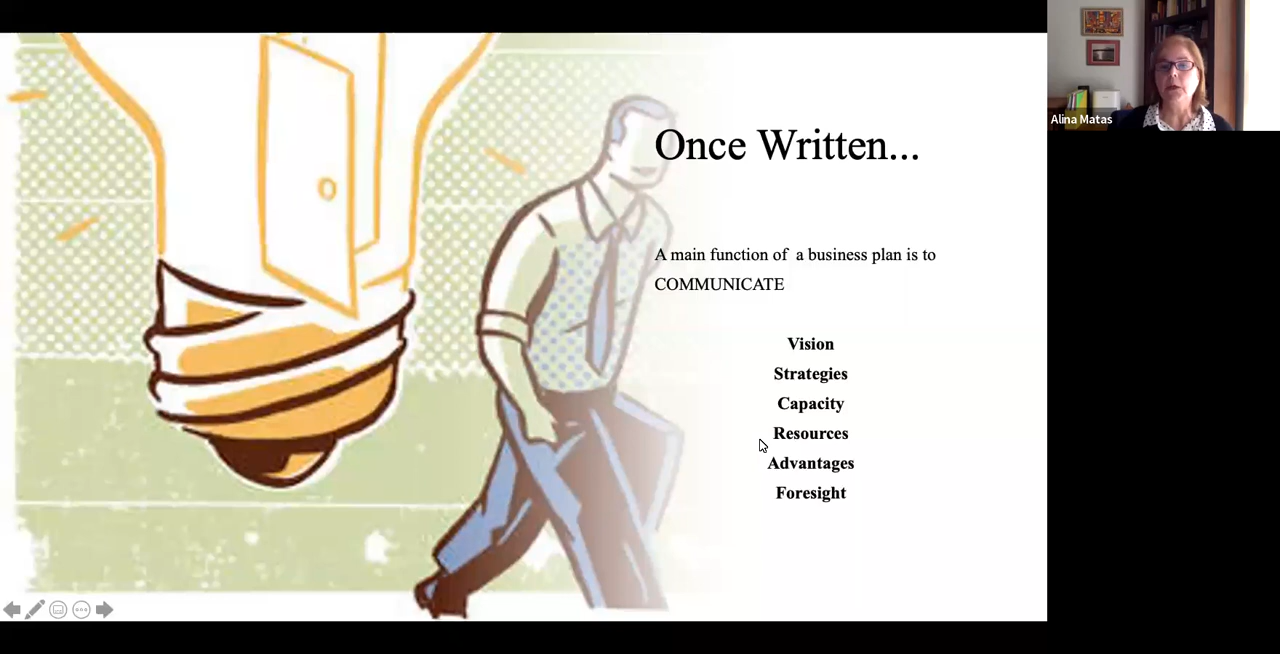 Once Written...
A main function of  a business plan is to
COMMUNICATE
Vision
Strategies
Capacity
Resources
Advantages
Foresight
Alina Matas